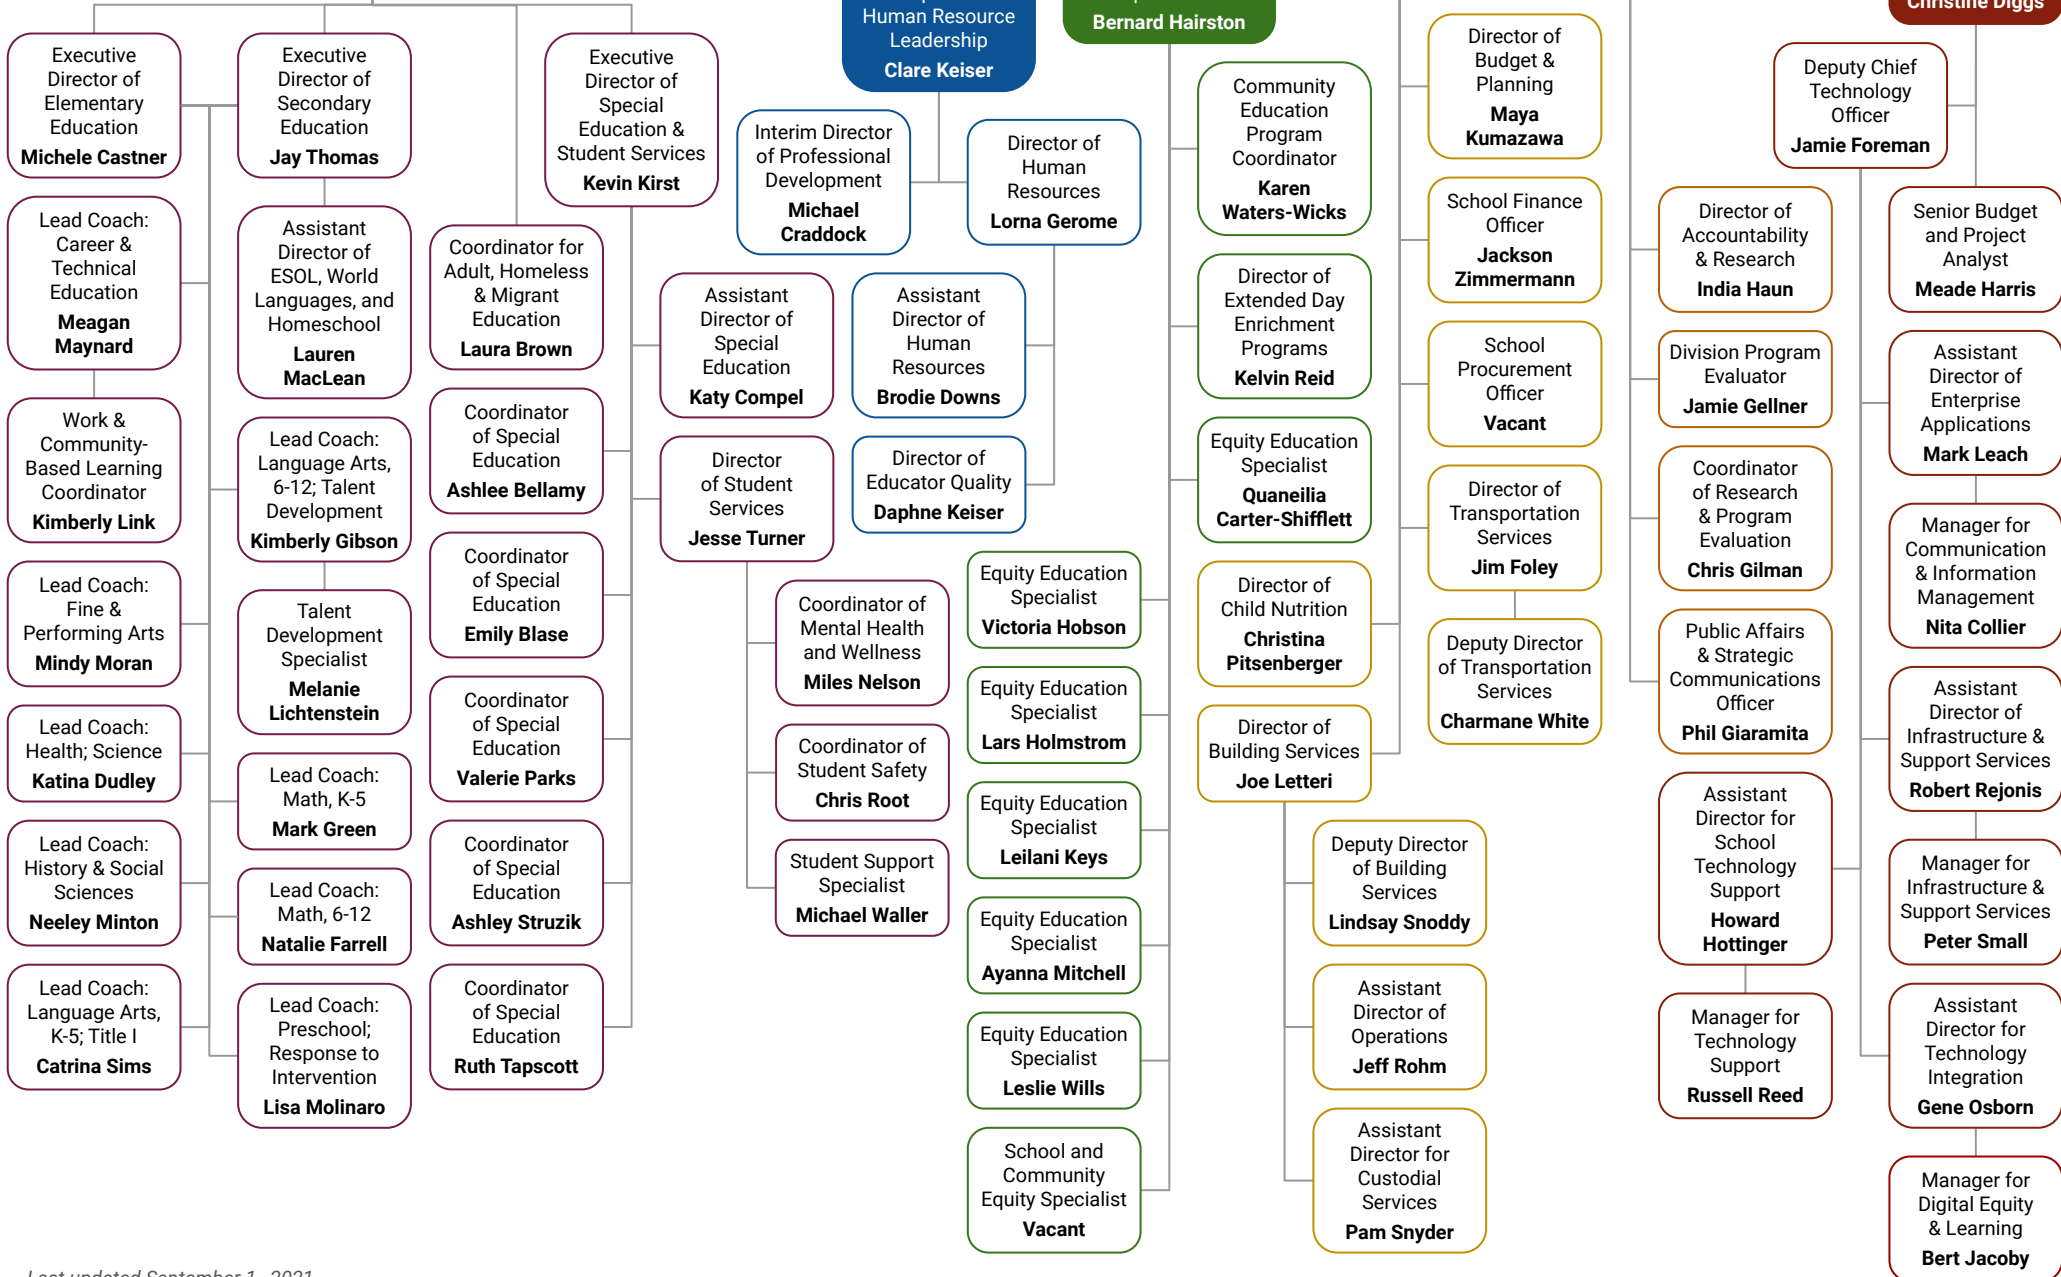 Human Resource
Leadership
Clare Keiser
Bernard Hairston
Christine Diggs
Executive
Director of
Elementary
Education
Michele Castner
Executive
Director of
Secondary
Education
Jay Thomas
Executive
Director of
Special
Education &
Student Services
Kevin Kirst
Lead Coach:
Career &
Technical
Education
Meagan
Maynard
Work &
Community-
Based Learning
Coordinator
Kimberly Link
Lead Coach:
Fine &
Performing Arts
Mindy Moran
Lead Coach:
Health; Science
Katina Dudley
Lead Coach:
History & Social
Sciences
Neeley Minton
Lead Coach:
Language Arts,
K-5; Title I
Catrina Sims
Assistant
Director of
ESOL, World
Languages, and
Homeschool
Lauren
MacLean
Lead Coach:
Language Arts,
6-12; Talent
Development
Kimberly Gibson
Talent
Development
Specialist
Melanie
Lichtenstein
Lead Coach:
Math, K-5
Mark Green
Lead Coach:
Math, 6-12
Natalie Farrell
Lead Coach:
Preschool;
Response to
Intervention
Lisa Molinaro
Coordinator for
Adult, Homeless
& Migrant
Education
Laura Brown
Coordinator
of Special
Education
Ashlee Bellamy
Coordinator
of Special
Education
Emily Blase
Coordinator
of Special
Education
Valerie Parks
Coordinator
of Special
Education
Ashley Struzik
Coordinator
of Special
Education
Ruth Tapscott
Assistant
Director of
Special
Education
Katy Compel
Director
of Student
Services
Jesse Turner
Coordinator of
Mental Health
and Wellness
Miles Nelson
Coordinator of
Student Safety
Chris Root
Student Support
Specialist
Michael Waller
Interim Director
of Professional
Development
Michael
Craddock
Director of
Human
Resources
Lorna Gerome
Assistant
Director of
Human
Resources
Brodie Downs
Director of
Educator Quality
Daphne Keiser
Community
Education
Program
Coordinator
Karen
Waters-Wicks
Director of
Extended Day
Enrichment
Programs
Kelvin Reid
Equity Education
Specialist
Quaneilia
Carter-Shifflett
Equity Education
Specialist
Victoria Hobson
Equity Education
Specialist
Lars Holmstrom
Equity Education
Specialist
Leilani Keys
Equity Education
Specialist
Ayanna Mitchell
Equity Education
Specialist
Leslie Wills
School and
Community
Equity Specialist
Vacant
Director of
Budget &
Planning
Maya
Kumazawa
School Finance
Officer
Jackson
Zimmermann
School
Procurement
Officer
Vacant
Director of
Transportation
Services
Jim Foley
Deputy Director
of Transportation
Services
Charmane White
Director of
Child Nutrition
Christina
Pitsenberger
Director of
Building Services
Joe Letteri
Deputy Director
of Building
Services
Lindsay Snoddy
Assistant
Director of
Operations
Jeff Rohm
Assistant
Director for
Custodial
Services
Pam Snyder
Director of
Accountability
& Research
India Haun
Division Program
Evaluator
Jamie Gellner
Coordinator
of Research
& Program
Evaluation
Chris Gilman
Public Affairs
& Strategic
Communications
Officer
Phil Giaramita
Deputy Chief
Technology
Officer
Jamie Foreman
Senior Budget
and Project
Analyst
Meade Harris
Assistant
Director of
Enterprise
Applications
Mark Leach
Manager for
Communication
& Information
Management
Nita Collier
Assistant
Director of
Infrastructure &
Support Services
Robert Rejonis
Manager for
Infrastructure &
Support Services
Peter Small
Assistant
Director for
School
Technology
Support
Howard
Hottinger
Manager for
Technology
Support
Russell Reed
Assistant
Director for
Technology
Integration
Gene Osborn
Manager for
Digital Equity
& Learning
Bert Jacoby
Last updated September 1, 2021